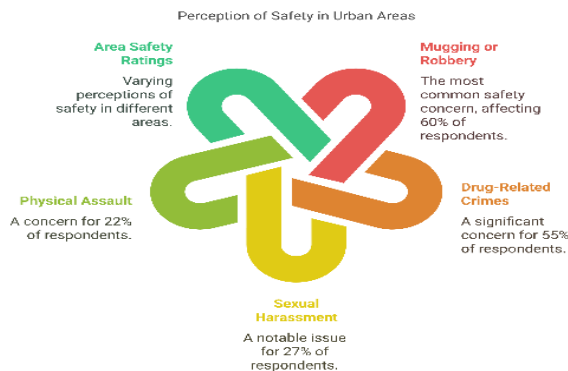 Perception of Safety in Urban Areas
Area Safety
Ratings
Varying
perceptions of
safety in different
areas.
Mugging or
Robbery
The most
common safety
concern, affecting
60% of
respondents.
Physical Assault
A concern for 22%
of respondents.
Drug-Related
Crimes
A significant
concern for 55%
of respondents.
Sexual
Harassment
A notable issue
for 27% of
respondents.